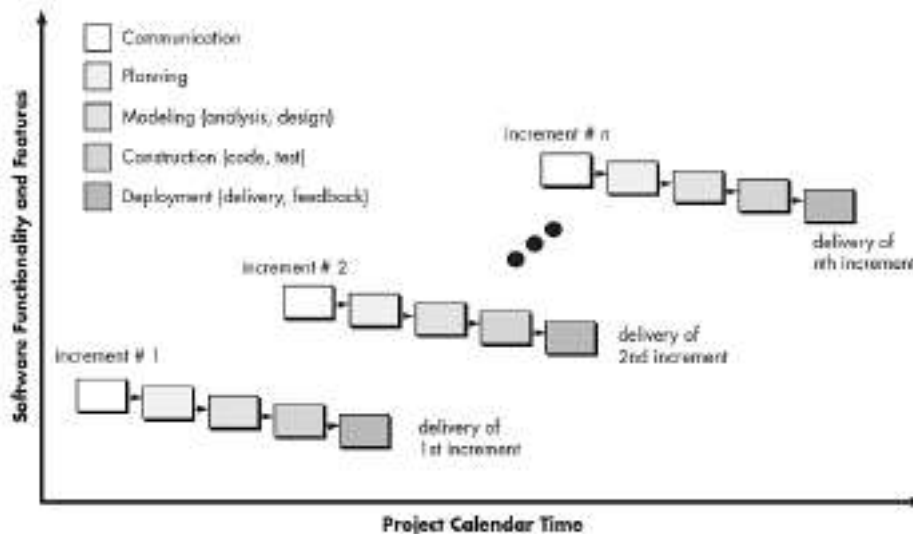 Communication
Planning
Modeling (analysis, design)
Construction (code, test)
Deployment (delivery, feedback)
increment # n
delivery of
nth increment
increment # 2
delivery of
2nd increment
increment # 1
delivery of
1st increment
Software Functionality and Features
Project Calendar Time